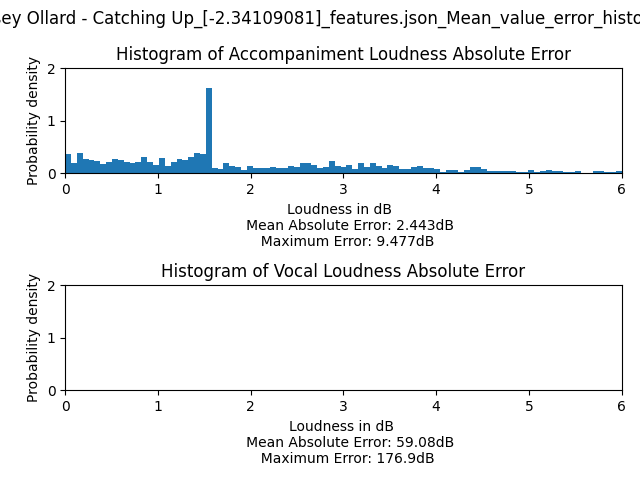 sey Ollard - Catching Up_[-2.34109081]_features.json_Mean_value_error_histo
Histogram of Accompaniment Loudness Absolute Error
Probability density
2
1
0
0 1 2 3 4 5 6
Loudness in dB
Mean Absolute Error: 2.443dB
Maximum Error: 9.477dB
Histogram of Vocal Loudness Absolute Error
Probability density
2
1
0
0 1 2 3 4 5 6
Loudness in dB
Mean Absolute Error: 59.08dB
Maximum Error: 176.9dB